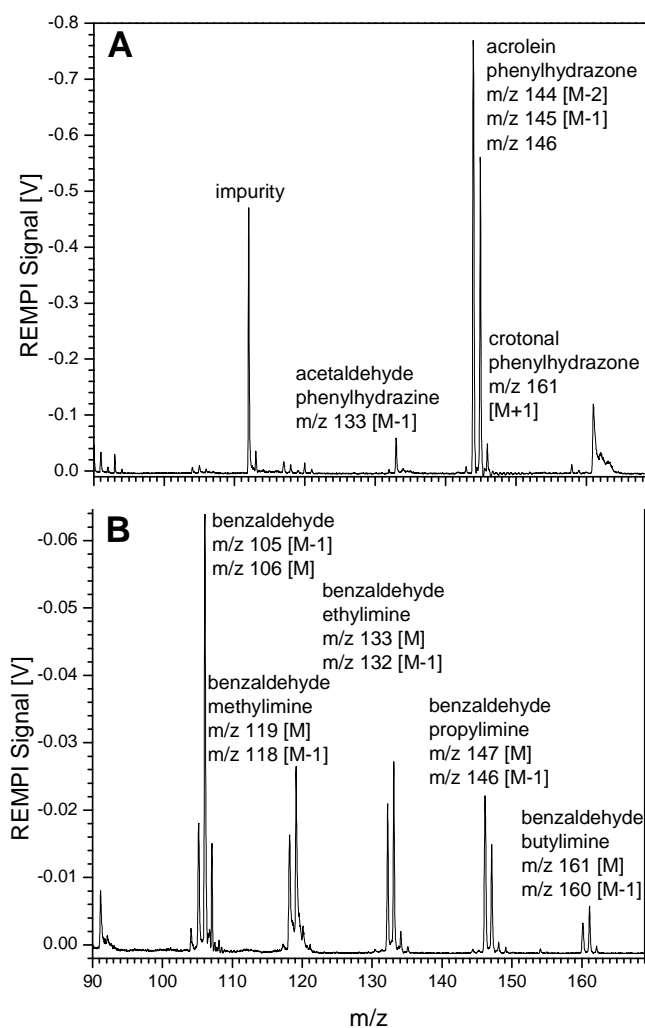 A
-0.8
-0.7
-0.6
-0.5
-0.4
-0.3
-0.2
-0.1
0.0
REMPI Signal [V]
impurity
acetaldehyde
phenylhydrazine
m/z 133 [M-1]
acrolein
phenylhydrazone
m/z 144 [M-2]
m/z 145 [M-1]
m/z 146
crotonal
phenylhydrazone
m/z 161
[M+1]
B
-0.06
-0.05
-0.04
-0.03
-0.02
-0.01
0.00
REMPI Signal [V]
benzaldehyde
m/z 105 [M-1]
m/z 106 [M]
benzaldehyde
methylimine
m/z 119 [M]
m/z 118 [M-1]
benzaldehyde
ethylimine
m/z 133 [M]
m/z 132 [M-1]
benzaldehyde
propylimine
m/z 147 [M]
m/z 146 [M-1]
benzaldehyde
butylimine
m/z 161 [M]
m/z 160 [M-1]
90 100 110 120 130 140 150 160
m/z